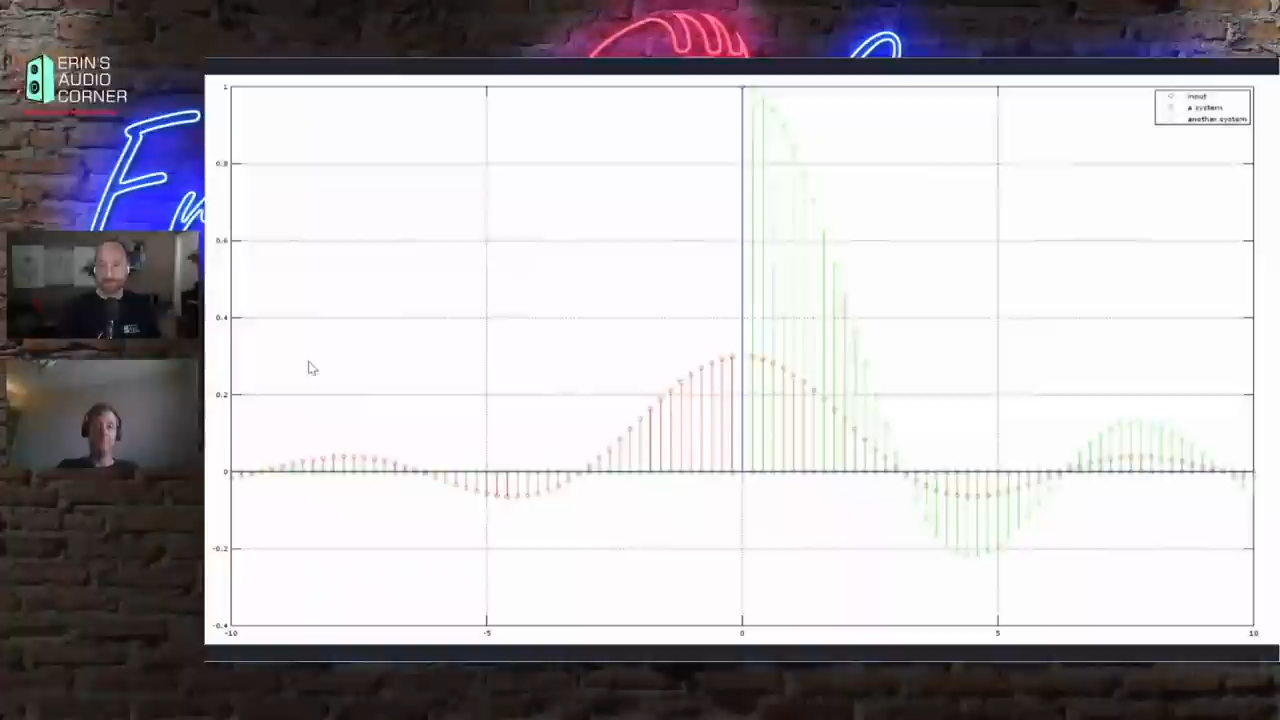 ERIN'S
AUDIO
CORNER
input
a system
another system
1
0.8
0.6
0.4
0.2
0
-0.2
-0.4
-10
-5
0
5
10